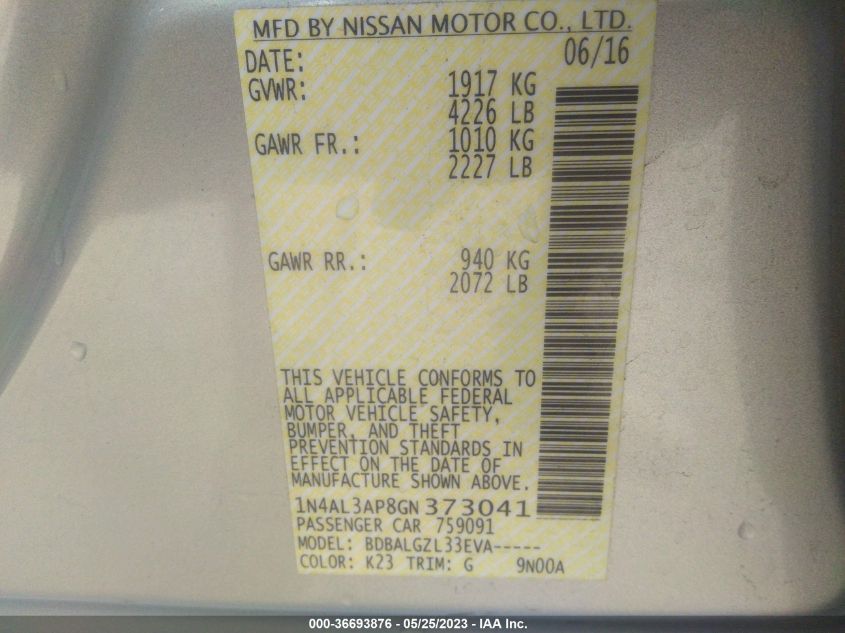 MFD BY NISSAN MOTOR CO., LTD.
DATE: 06/16
GVWR: 1917 KG
4226 LB
GAWR FR.: 1010 KG
2227 LB
GAWR RR.: 940 KG
2072 LB
THIS VEHICLE CONFORMS TO
ALL APPLICABLE FEDERAL
MOTOR VEHICLE SAFETY,
BUMPER, AND THEFT
PREVENTION STANDARDS IN
EFFECT ON THE DATE OF
MANUFACTURE SHOWN ABOVE.
1N4AL3AP8GN 373041
PASSENGER CAR 759091
MODEL: BDBALGZL33EVA-----
COLOR: K23 TRIM: G 9N00A
000-36693876 - 05/25/2023 - IAA Inc.